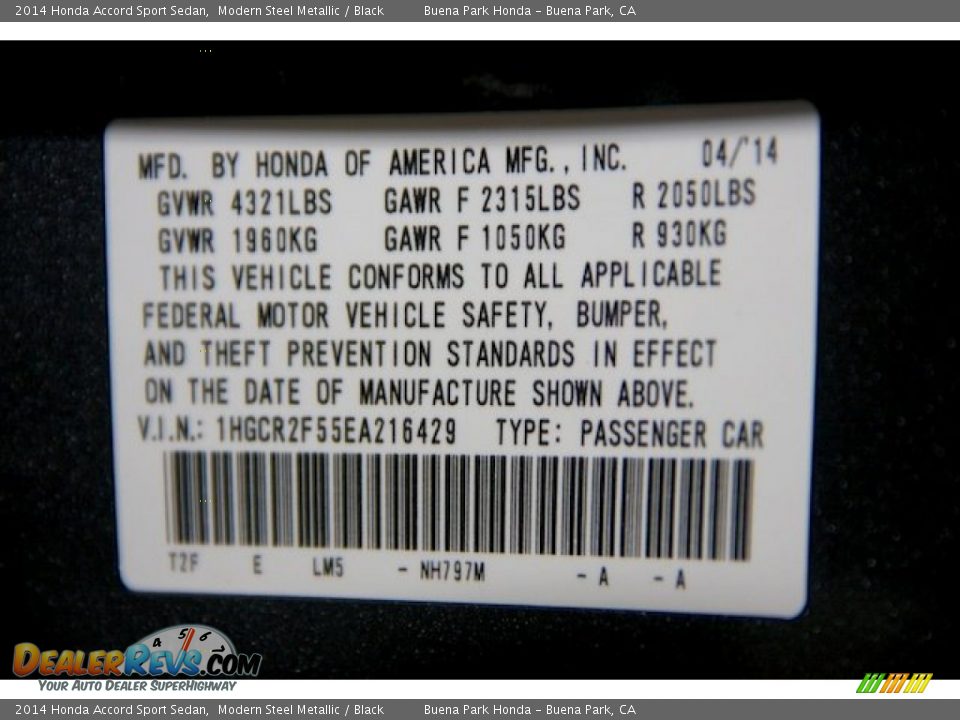 2014 Honda Accord Sport Sedan, Modern Steel Metallic / Black Buena Park Honda - Buena Park, CA
MFD. BY HONDA OF AMERICA MFG., INC. 04/'14
GVWR 4321LBS GAWR F 2315LBS R 2050LBS
GVWR 1960KG GAWR F 1050KG R 930KG
THIS VEHICLE CONFORMS TO ALL APPLICABLE
FEDERAL MOTOR VEHICLE SAFETY, BUMPER,
AND THEFT PREVENTION STANDARDS IN EFFECT
ON THE DATE OF MANUFACTURE SHOWN ABOVE.
V.I.N.: 1HGCR2F55EA216429 TYPE: PASSENGER CAR
T2F E LM5 - NH797M - A - A
4 5 6
DEALERREVS.COM
YOUR AUTO DEALER SUPERHIGHWAY
2014 Honda Accord Sport Sedan, Modern Steel Metallic / Black Buena Park Honda - Buena Park, CA